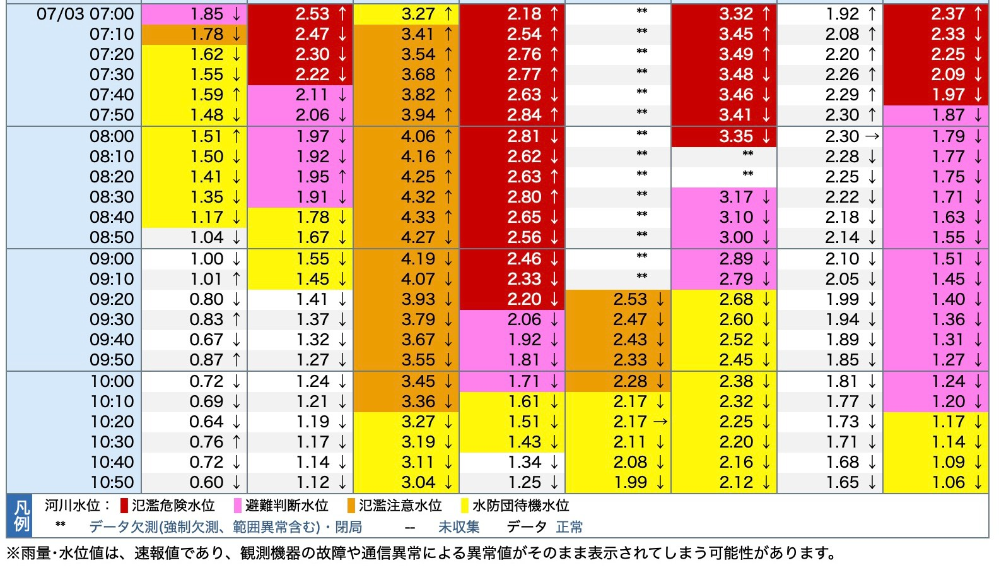 07/03 07:00 1.85 ↓ 2.53 ↑ 3.27 ↑ 2.18 ↑ ** 3.32 ↑ 1.92 ↑ 2.37 ↑
07:10 1.78 ↓ 2.47 ↓ 3.41 ↑ 2.54 ↑ ** 3.45 ↑ 2.08 ↑ 2.33 ↓
07:20 1.62 ↓ 2.30 ↓ 3.54 ↑ 2.76 ↑ ** 3.49 ↑ 2.20 ↑ 2.25 ↓
07:30 1.55 ↓ 2.22 ↓ 3.68 ↑ 2.77 ↑ ** 3.48 ↓ 2.26 ↑ 2.09 ↓
07:40 1.59 ↑ 2.11 ↓ 3.82 ↑ 2.63 ↓ ** 3.46 ↓ 2.29 ↑ 1.97 ↓
07:50 1.48 ↓ 2.06 ↓ 3.94 ↑ 2.84 ↑ ** 3.41 ↓ 2.30 ↑ 1.87 ↓
08:00 1.51 ↑ 1.97 ↓ 4.06 ↑ 2.81 ↓ ** 3.35 ↓ 2.30 → 1.79 ↓
08:10 1.50 ↓ 1.92 ↓ 4.16 ↑ 2.62 ↓ ** ** 2.28 ↓ 1.77 ↓
08:20 1.41 ↓ 1.95 ↑ 4.25 ↑ 2.63 ↑ ** ** 2.25 ↓ 1.75 ↓
08:30 1.35 ↓ 1.91 ↓ 4.32 ↑ 2.80 ↑ ** 3.17 ↓ 2.22 ↓ 1.71 ↓
08:40 1.17 ↓ 1.78 ↓ 4.33 ↑ 2.65 ↓ ** 3.10 ↓ 2.18 ↓ 1.63 ↓
08:50 1.04 ↓ 1.67 ↓ 4.27 ↓ 2.56 ↓ ** 3.00 ↓ 2.14 ↓ 1.55 ↓
09:00 1.00 ↓ 1.55 ↓ 4.19 ↓ 2.46 ↓ ** 2.89 ↓ 2.10 ↓ 1.51 ↓
09:10 1.01 ↑ 1.45 ↓ 4.07 ↓ 2.33 ↓ ** 2.79 ↓ 2.05 ↓ 1.45 ↓
09:20 0.80 ↓ 1.41 ↓ 3.93 ↓ 2.20 ↓ 2.53 ↓ 2.68 ↓ 1.99 ↓ 1.40 ↓
09:30 0.83 ↑ 1.37 ↓ 3.79 ↓ 2.06 ↓ 2.47 ↓ 2.60 ↓ 1.94 ↓ 1.36 ↓
09:40 0.67 ↓ 1.32 ↓ 3.67 ↓ 1.92 ↓ 2.43 ↓ 2.52 ↓ 1.89 ↓ 1.31 ↓
09:50 0.87 ↑ 1.27 ↓ 3.55 ↓ 1.81 ↓ 2.33 ↓ 2.45 ↓ 1.85 ↓ 1.27 ↓
10:00 0.72 ↓ 1.24 ↓ 3.45 ↓ 1.71 ↓ 2.28 ↓ 2.38 ↓ 1.81 ↓ 1.24 ↓
10:10 0.69 ↓ 1.21 ↓ 3.36 ↓ 1.61 ↓ 2.17 ↓ 2.32 ↓ 1.77 ↓ 1.20 ↓
10:20 0.64 ↓ 1.19 ↓ 3.27 ↓ 1.51 ↓ 2.17 → 2.25 ↓ 1.73 ↓ 1.17 ↓
10:30 0.76 ↑ 1.17 ↓ 3.19 ↓ 1.43 ↓ 2.11 ↓ 2.20 ↓ 1.71 ↓ 1.14 ↓
10:40 0.72 ↓ 1.14 ↓ 3.11 ↓ 1.34 ↓ 2.08 ↓ 2.16 ↓ 1.68 ↓ 1.09 ↓
10:50 0.60 ↓ 1.12 ↓ 3.04 ↓ 1.25 ↓ 1.99 ↓ 2.12 ↓ 1.65 ↓ 1.06 ↓
凡例
河川水位： 氾濫危険水位 避難判断水位 氾濫注意水位 水防団待機水位
** データ欠測(強制欠測、範囲異常含む)・閉局 -- 未収集 データ 正常
※雨量･水位値は、速報値であり、観測機器の故障や通信異常による異常値がそのまま表示されてしまう可能性があります。